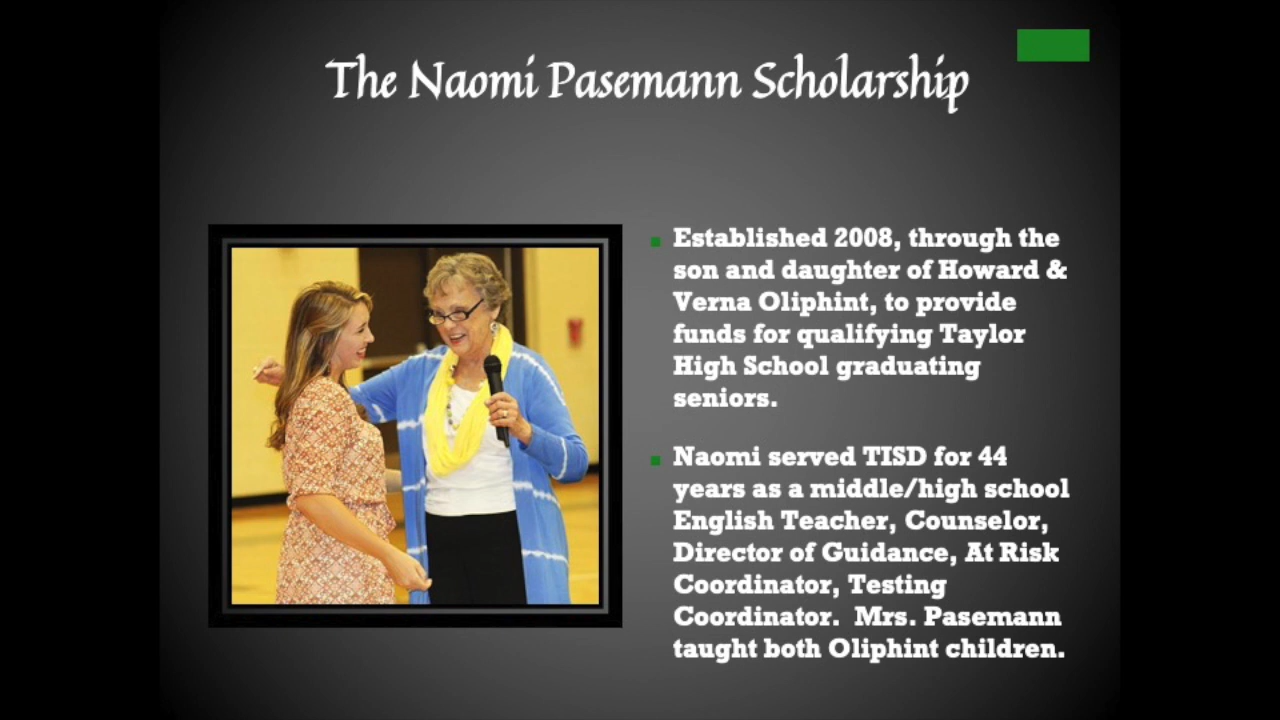 The Naomi Pasemann Scholarship
Established 2008, through the
son and daughter of Howard &
Verna Oliphint, to provide
funds for qualifying Taylor
High School graduating
seniors.
Naomi served TISD for 44
years as a middle/high school
English Teacher, Counselor,
Director of Guidance, At Risk
Coordinator, Testing
Coordinator.  Mrs. Pasemann
taught both Oliphint children.